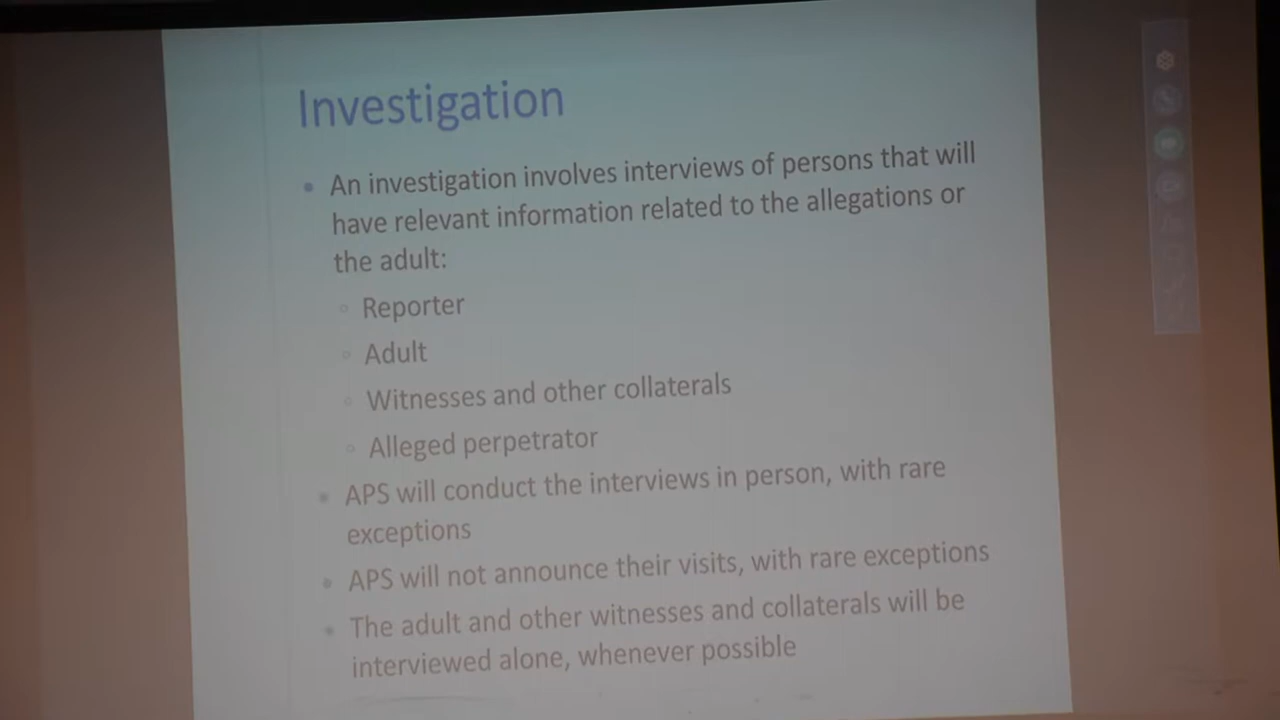 Investigation
• An investigation involves interviews of persons that will
have relevant information related to the allegations or
the adult:
○ Reporter
○ Adult
○ Witnesses and other collaterals
○ Alleged perpetrator
• APS will conduct the interviews in person, with rare
exceptions
• APS will not announce their visits, with rare exceptions
• The adult and other witnesses and collaterals will be
interviewed alone, whenever possible